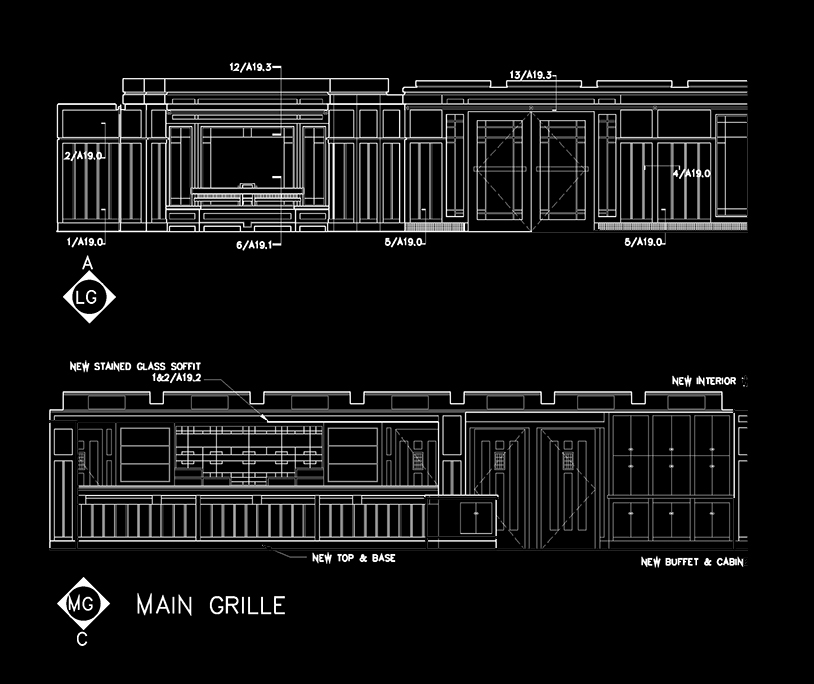 12/A19.3
13/A19.3
2/A19.0
4/A19.0
1/A19.0
6/A19.1
5/A19.0
5/A19.0
A
LG
NEW STAINED GLASS SOFFIT
1&2/A19.2
NEW INTERIOR
NEW TOP & BASE
NEW BUFFET & CABIN
MG
MAIN GRILLE
C